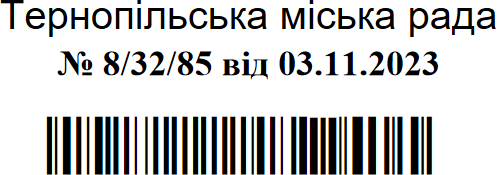 Тернопільська міська рада
№ 8/32/85 від 03.11.2023